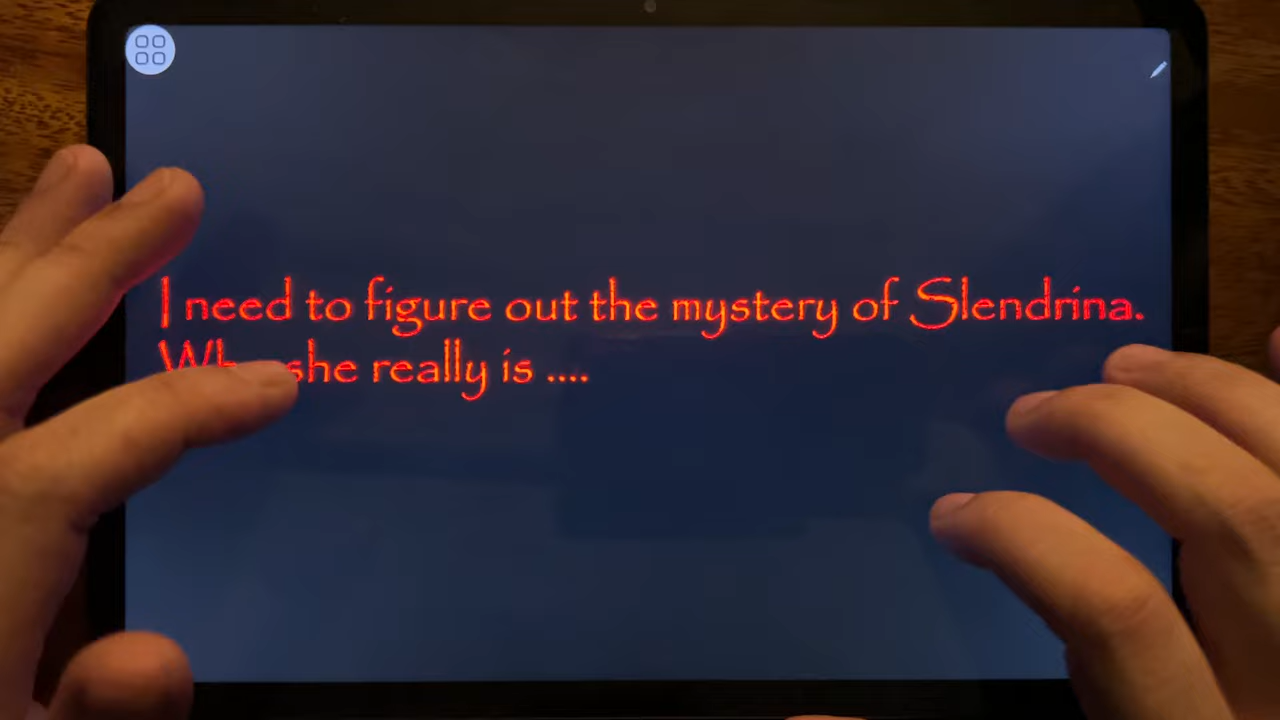 I need to figure out the mystery of Slendrina.
she really is ....